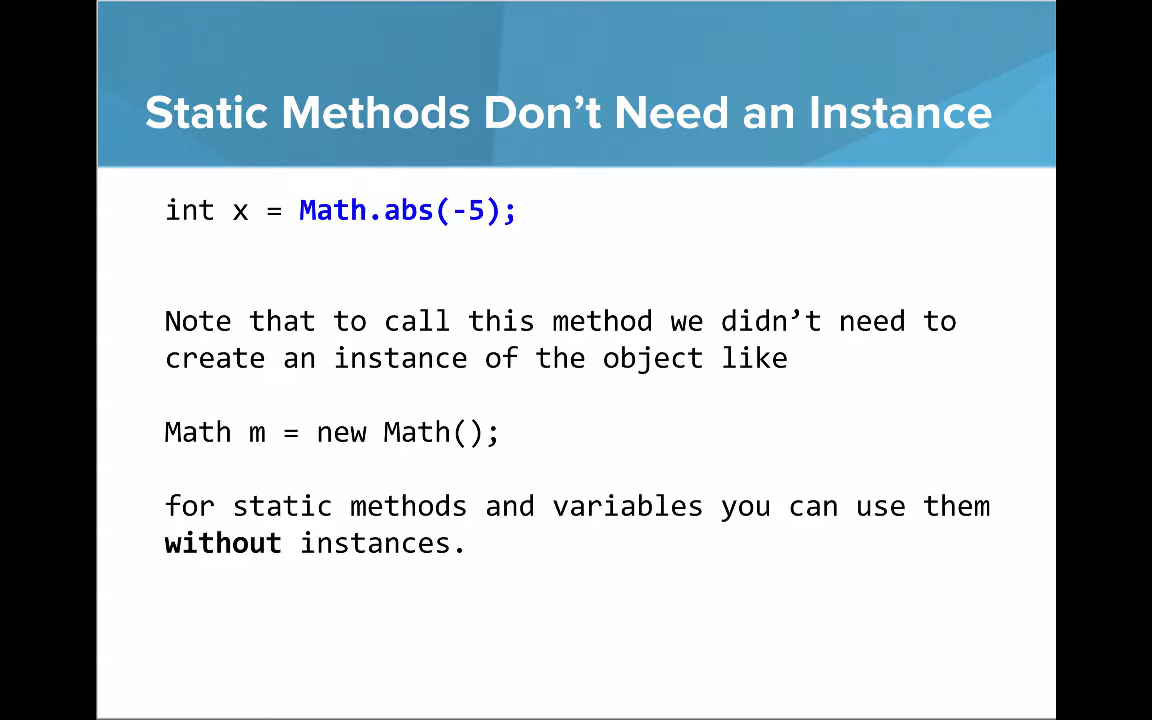 Static Methods Don’t Need an Instance
int x = Math.abs(-5);
Note that to call this method we didn’t need to
create an instance of the object like
Math m = new Math();
for static methods and variables you can use them
without instances.